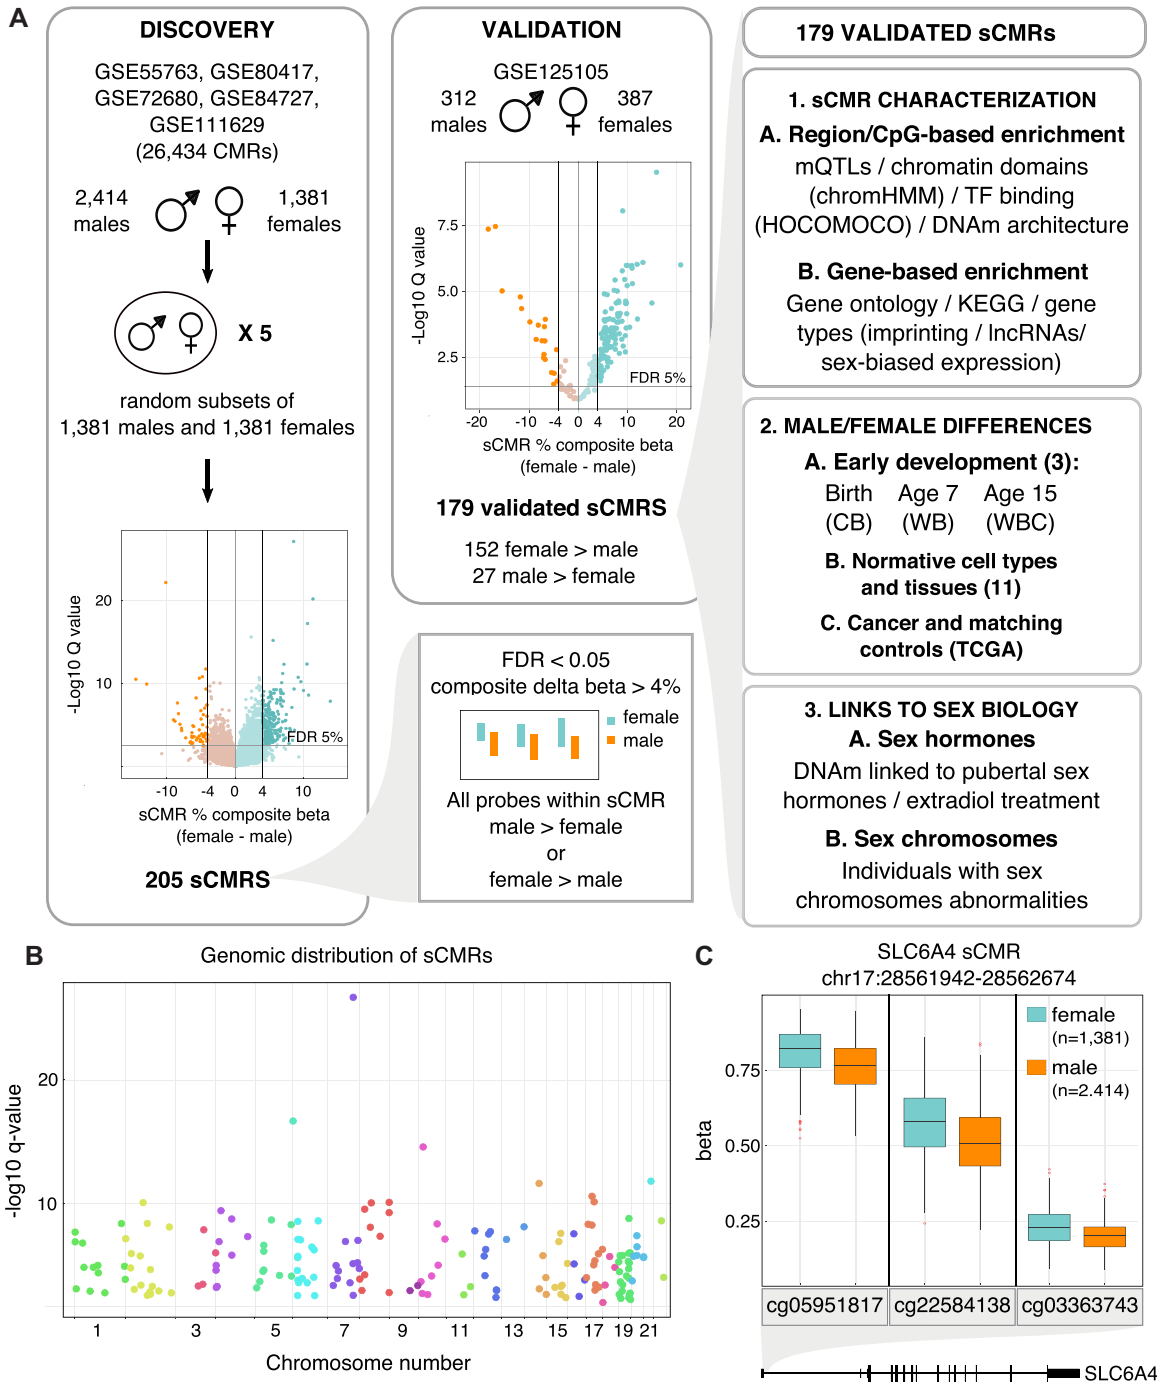 A
DISCOVERY
GSE55763, GSE80417,
GSE72680, GSE84727,
GSE111629
(26,434 CMRs)
2,414
males
1,381
females
X 5
random subsets of
1,381 males and 1,381 females
-Log10 Q value
20
10
FDR 5%
-10
-4
0
4
10
sCMR % composite beta
(female - male)
205 sCMRS
VALIDATION
GSE125105
312
males
387
females
-Log10 Q value
7.5
5.0
2.5
FDR 5%
-20
-10
-4
0
4
10
20
sCMR % composite beta
(female - male)
179 validated sCMRS
152 female > male
27 male > female
FDR < 0.05
composite delta beta > 4%
female
male
All probes within sCMR
male > female
or
female > male
179 VALIDATED sCMRs
1. sCMR CHARACTERIZATION
A. Region/CpG-based enrichment
mQTLs / chromatin domains
(chromHMM) / TF binding
(HOCOMOCO) / DNAm architecture
B. Gene-based enrichment
Gene ontology / KEGG / gene
types (imprinting / lncRNAs/
sex-biased expression)
2. MALE/FEMALE DIFFERENCES
A. Early development (3):
Birth Age 7 Age 15
(CB) (WB) (WBC)
B. Normative cell types
and tissues (11)
C. Cancer and matching
controls (TCGA)
3. LINKS TO SEX BIOLOGY
A. Sex hormones
DNAm linked to pubertal sex
hormones / extradiol treatment
B. Sex chromosomes
Individuals with sex
chromosomes abnormalities
B
Genomic distribution of sCMRs
-log10 q-value
20
10
1 3 5 7 9 11 13 15 17 19 21
Chromosome number
C
SLC6A4 sCMR
chr17:28561942-28562674
beta
0.75
0.50
0.25
female
(n=1,381)
male
(n=2.414)
cg05951817 cg22584138 cg03363743
SLC6A4